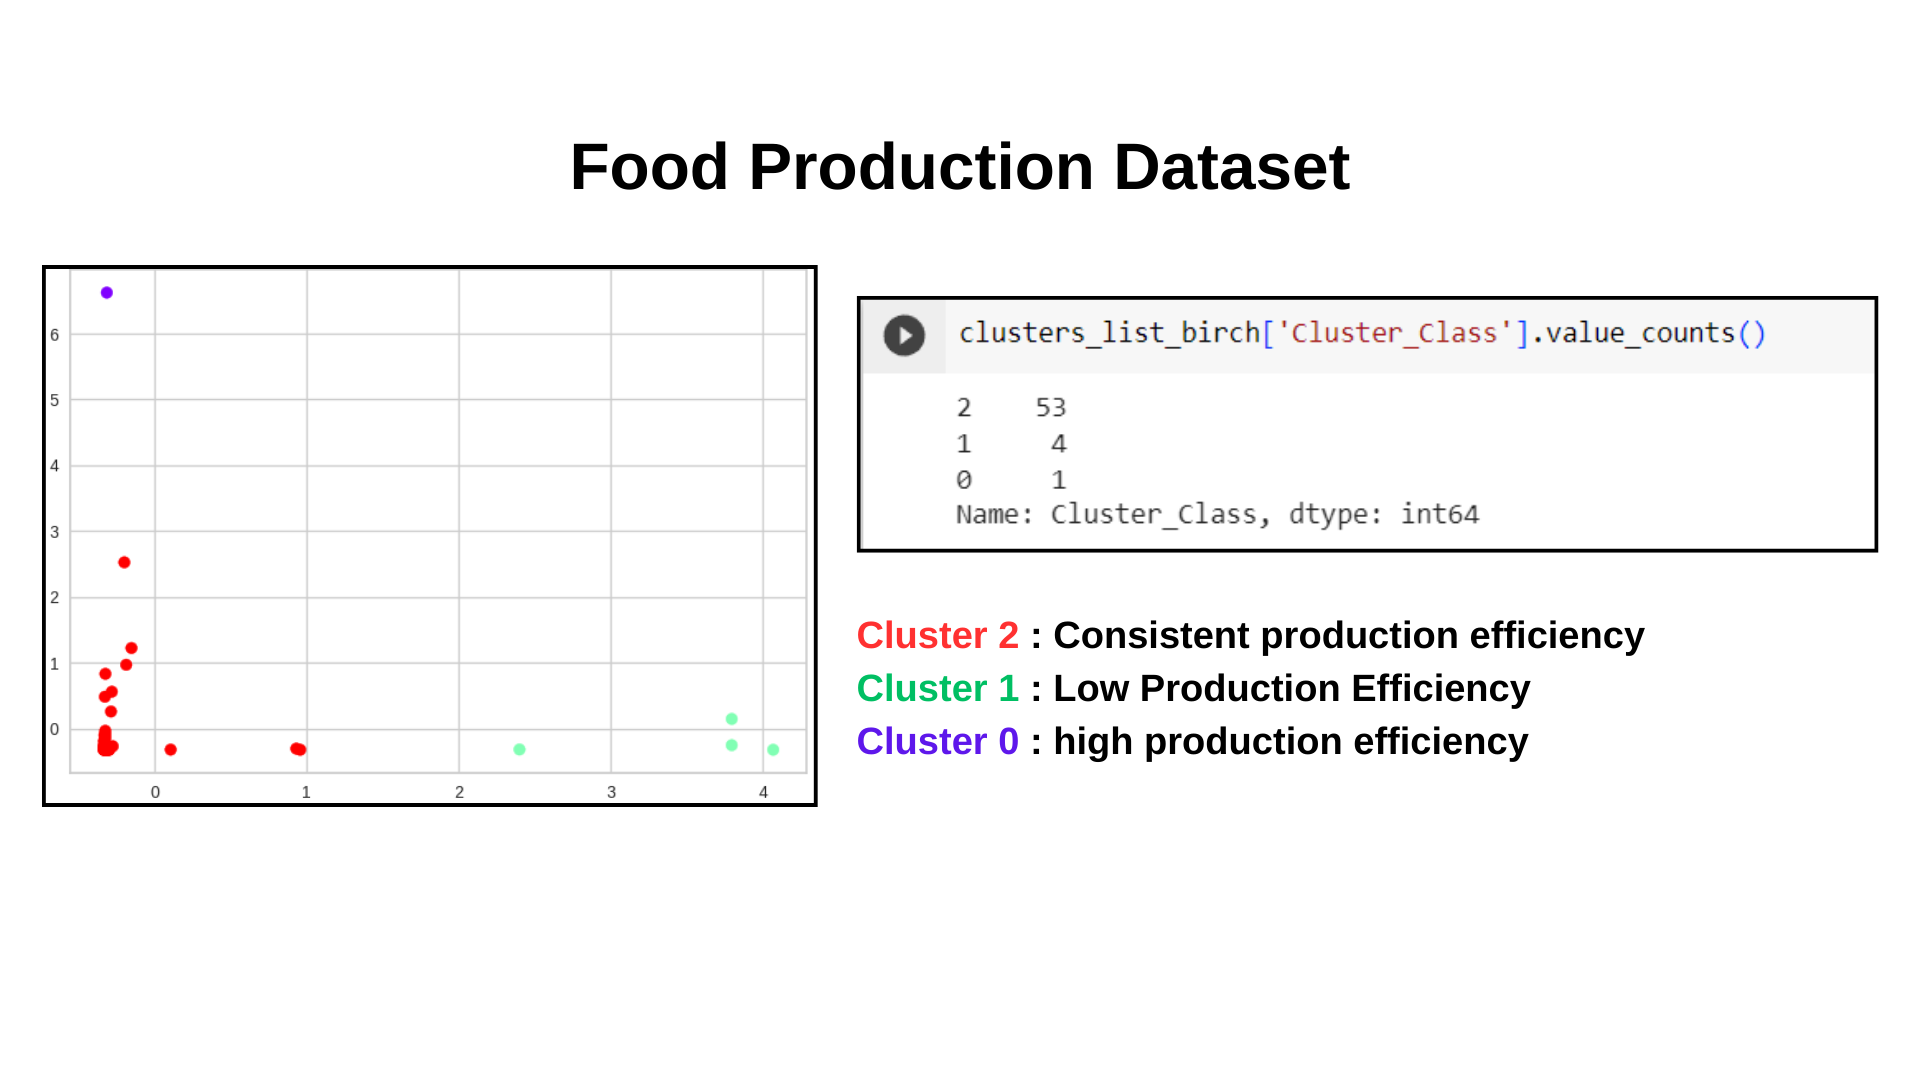 Food Production Dataset
6
5
4
3
2
1
0
0 1 2 3 4
clusters_list_birch['Cluster_Class'].value_counts()
2 53
1 4
0 1
Name: Cluster_Class, dtype: int64
Cluster 2 : Consistent production efficiency
Cluster 1 : Low Production Efficiency
Cluster 0 : high production efficiency